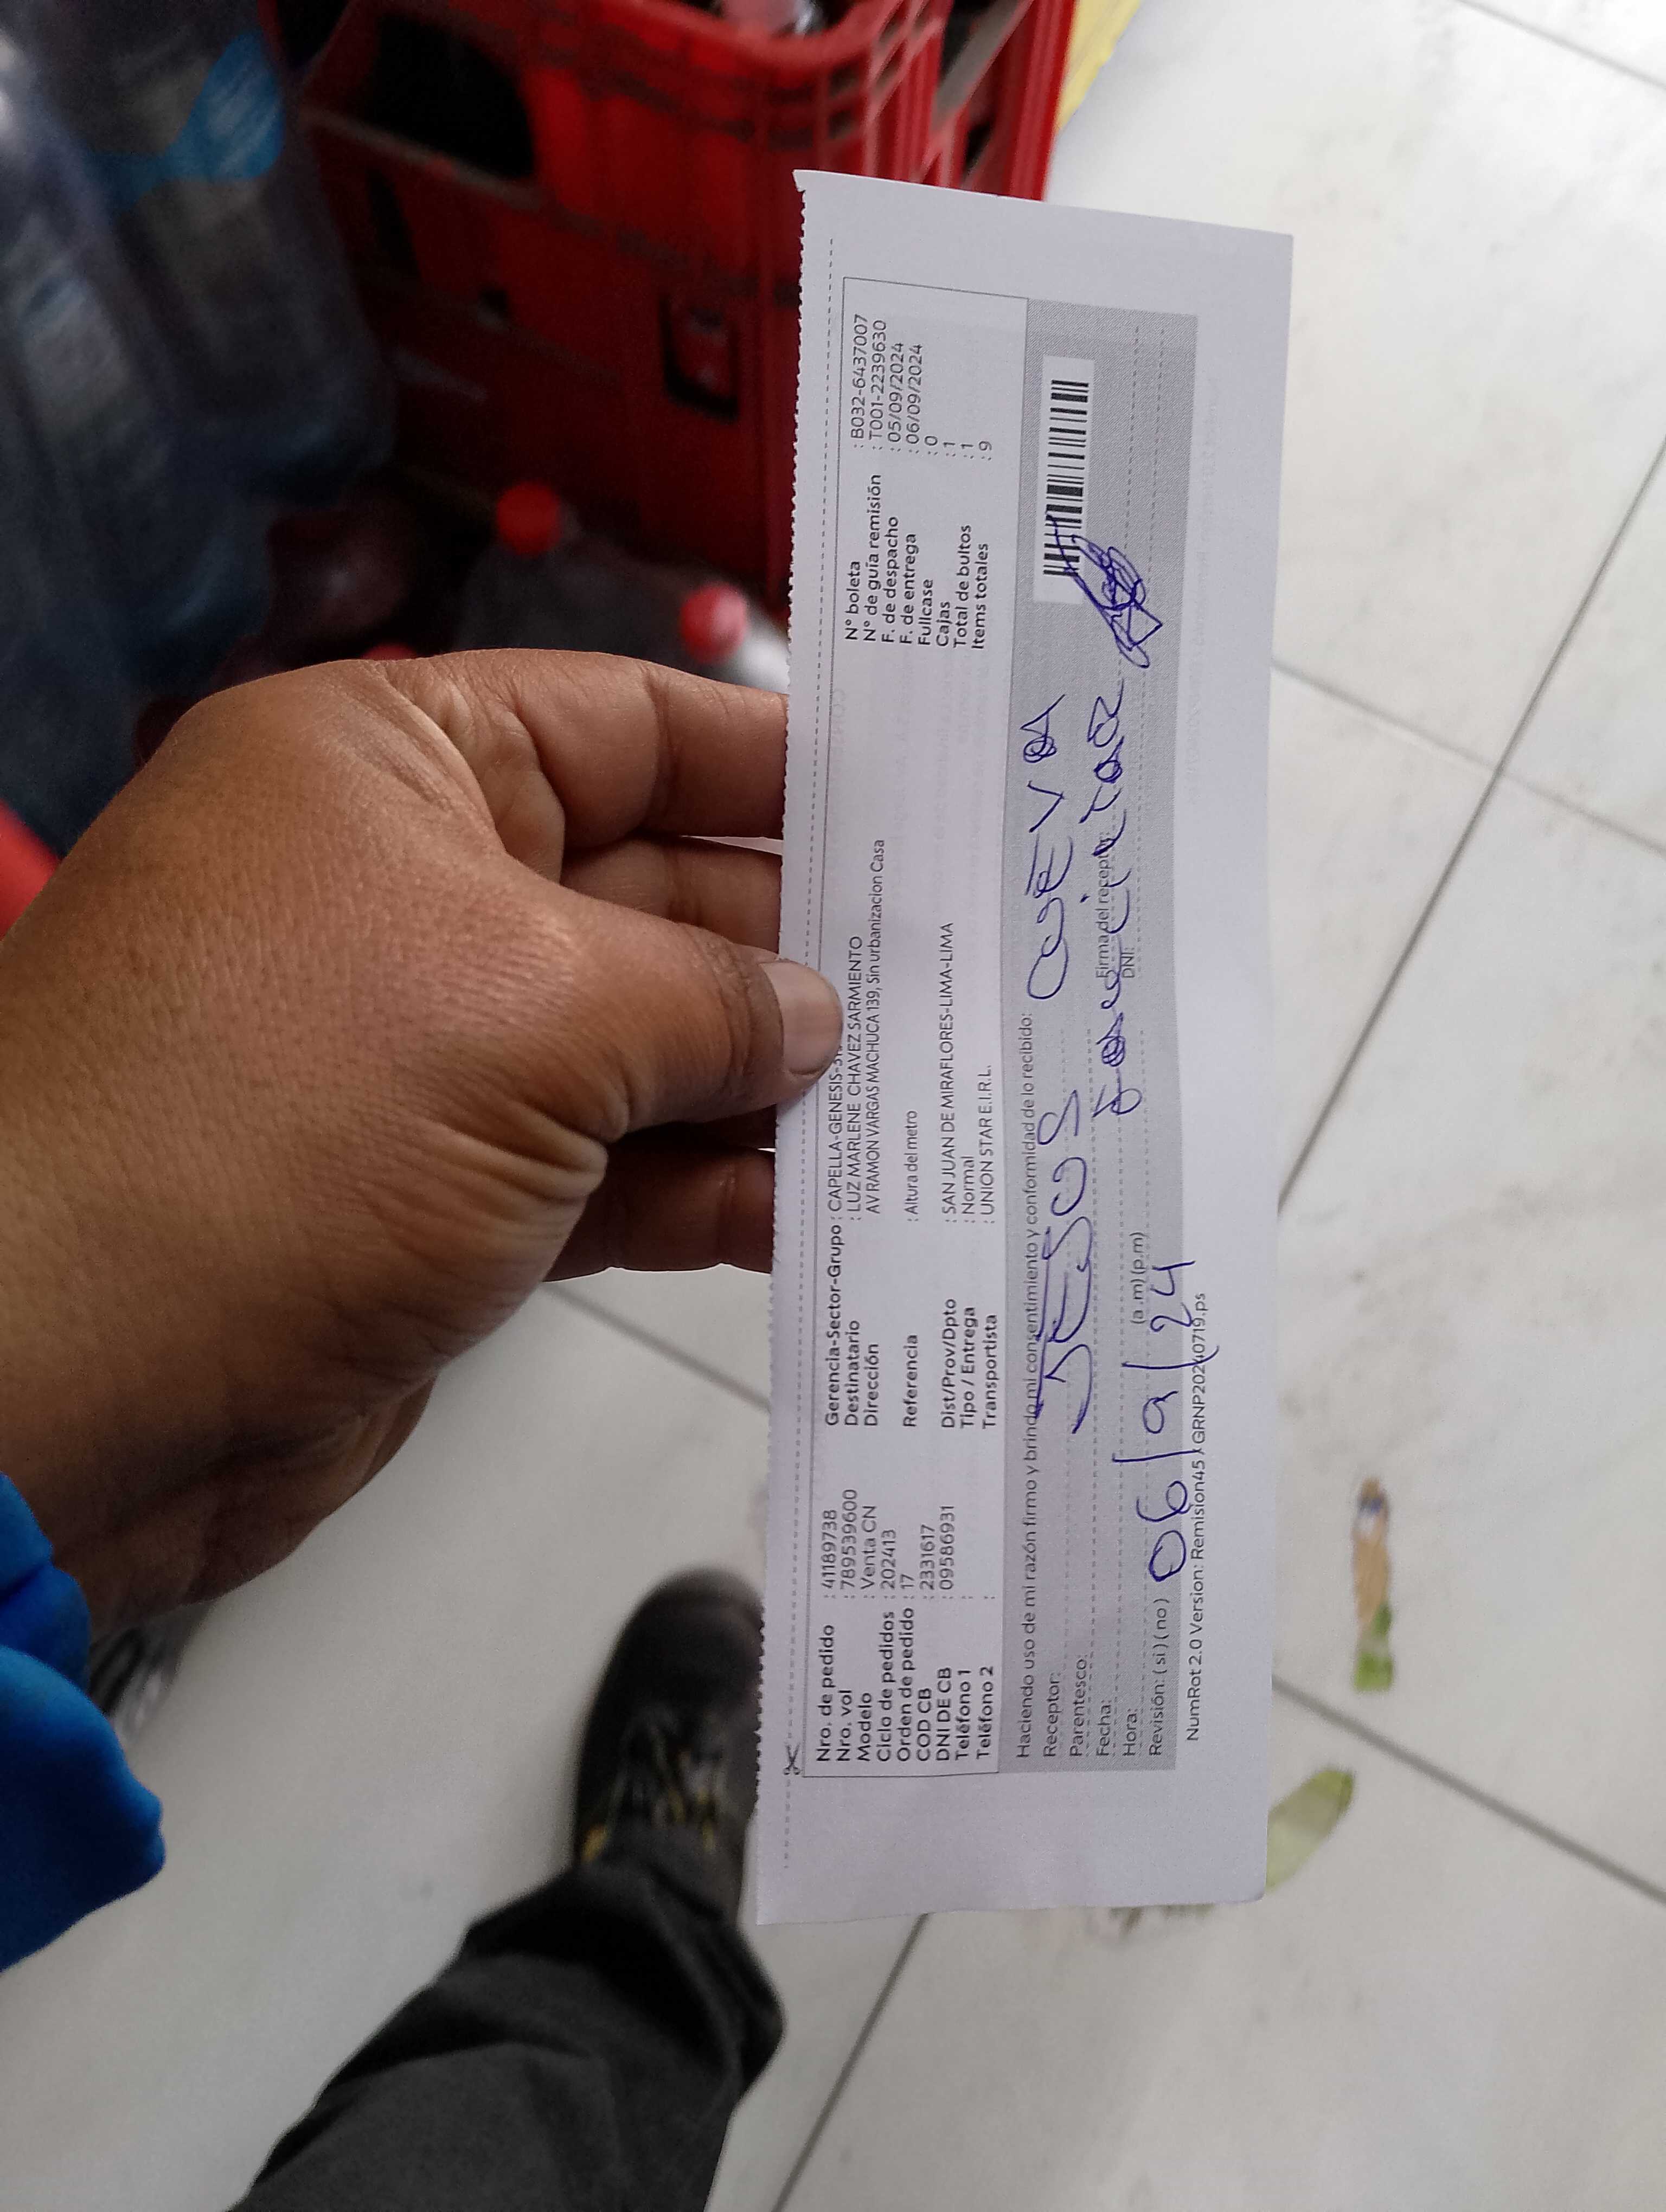 Nro. de pedido : 41189738
Nro. vol : 789539600
Modelo : Venta CN
Ciclo de pedidos : 202413
Orden de pedido : 17
COD CB : 2331617
DNI DE CB : 09586931
Teléfono 1 :
Teléfono 2 :
Gerencia-Sector-Grupo : CAPELLA-GENESIS-
Destinatario : LUZ MARLENE CHAVEZ SARMIENTO
Dirección AV RAMON VARGAS MACHUCA 139, Sin urbanizacion Casa
Referencia : Altura del metro
Dist/Prov/Dpto : SAN JUAN DE MIRAFLORES-LIMA-LIMA
Tipo / Entrega : Normal
Transportista : UNION STAR E.I.R.L.
N° boleta : B032-6437007
N° de guía remisión : T001-2239630
F. de despacho : 05/09/2024
F. de entrega : 06/09/2024
Fullcase : 0
Cajas : 1
Total de bultos : 1
Items totales : 9
Haciendo uso de mi razón firmo y brindo mi consentimiento y conformidad de lo recibido:
Receptor: JESUS CUEVA
Parentesco:
Fecha:
Hora: (a.m) (p.m)
Firma del receptor:
DNI:
Revisión: (si) (no) 06/9/24
NumRot 2.0 Version: Remision45 / GRNP20240719.ps